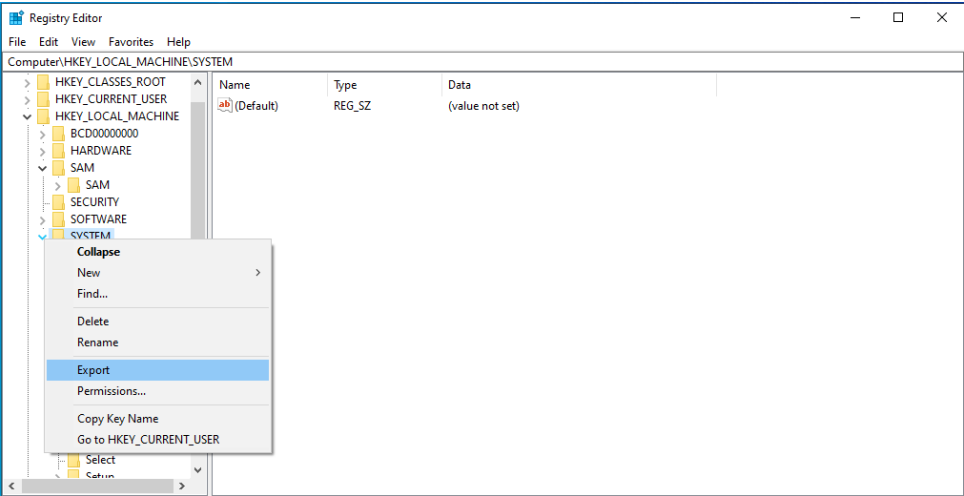 Registry Editor
File Edit View Favorites Help
Computer\HKEY_LOCAL_MACHINE\SYSTEM
HKEY_CLASSES_ROOT
HKEY_CURRENT_USER
HKEY_LOCAL_MACHINE
BCD00000000
HARDWARE
SAM
SAM
SECURITY
SOFTWARE
SYSTEM
Collapse
New
Find...
Delete
Rename
Export
Permissions...
Copy Key Name
Go to HKEY_CURRENT_USER
Select
Setup
Name Type Data
ab (Default) REG_SZ (value not set)